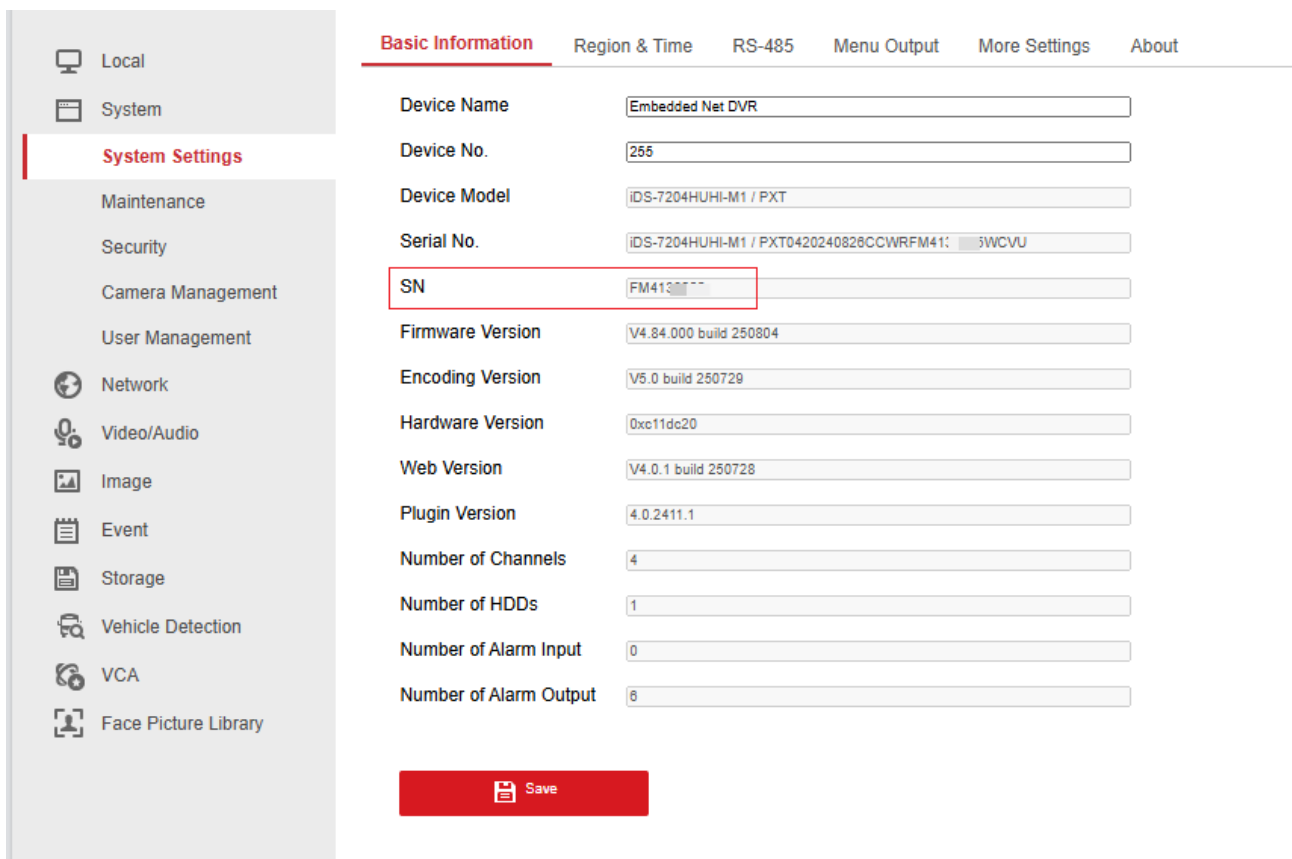 Local
System
System Settings
Maintenance
Security
Camera Management
User Management
Network
Video/Audio
Image
Event
Storage
Vehicle Detection
VCA
Face Picture Library
Basic Information Region & Time RS-485 Menu Output More Settings About
Device Name Embedded Net DVR
Device No. 255
Device Model iDS-7204HUHI-M1 / PXT
Serial No. iDS-7204HUHI-M1 /
SN
Firmware Version V4.84.000 build 250804
Encoding Version V5.0 build 250729
Hardware Version 0xc11dc20
Web Version V4.0.1 build 250728
Plugin Version 4.0.2411.1
Number of Channels 4
Number of HDDs 1
Number of Alarm Input 0
Number of Alarm Output 6
Save